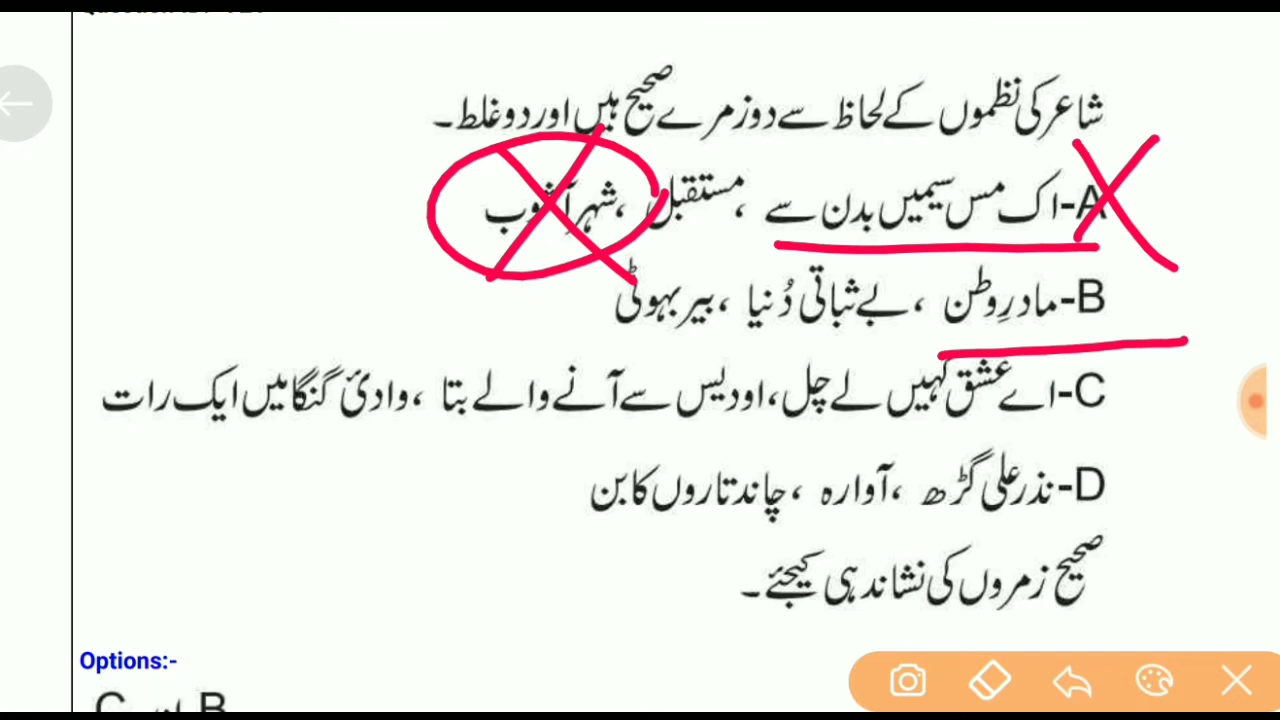 شاعر کی نظموں کے لحاظ سے دو زمرے صحیح ہیں اور دو غلط۔
A-اک مس سیمیں بدن سے ، مستقبل ، شہرِ آشوب
B-مادرِ وطن ، بے ثباتی دُنیا ، بیر بہوٹی
C-اے عشق کہیں لے چل، او دیس سے آنے والے بتا ، وادیٔ گنگا میں ایک رات
D-نذر علی گڑھ ، آوارہ ، چاند تاروں کا بن
صحیح زمروں کی نشاندہی کیجئے۔
Options:-
B اور C